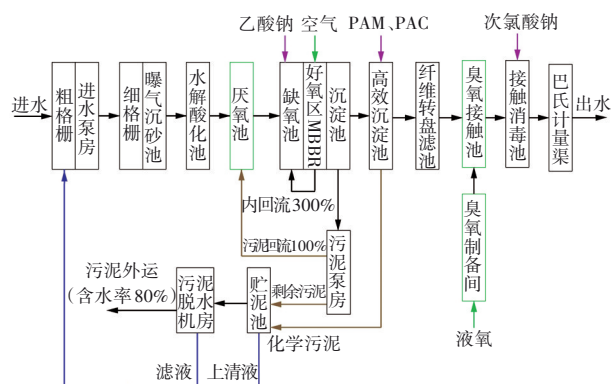 乙酸钠 空气 PAM、PAC
次氯酸钠
进水
粗格栅
进水泵房
细格栅
曝气沉砂池
水解酸化池
厌氧池
缺氧池
好氧区MBBR
沉淀池
高效沉淀池
纤维转盘滤池
臭氧接触池
接触消毒池
巴氏计量渠
出水
内回流300%
污泥回流100%
污泥泵房
臭氧制备间
污泥外运
(含水率80%)
污泥脱水机房
贮泥池
剩余污泥
化学污泥
液氧
滤液
上清液